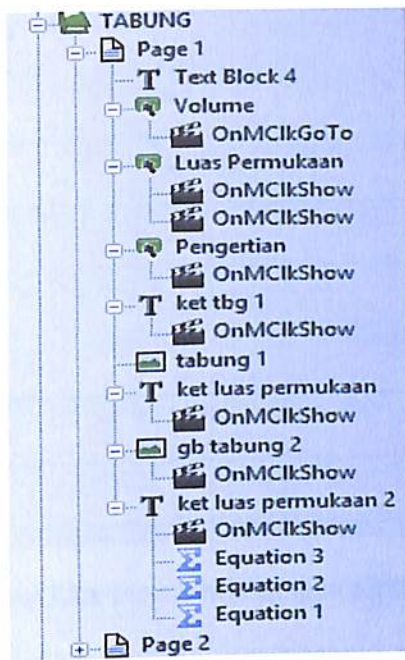 TABUNG
Page 1
T Text Block 4
Volume
OnMClkGoTo
Luas Permukaan
OnMClkShow
OnMClkShow
Pengertian
OnMClkShow
T ket tbg 1
OnMClkShow
tabung 1
T ket luas permukaan
OnMClkShow
gb tabung 2
OnMClkShow
T ket luas permukaan 2
OnMClkShow
Σ Equation 3
Σ Equation 2
Σ Equation 1
Page 2